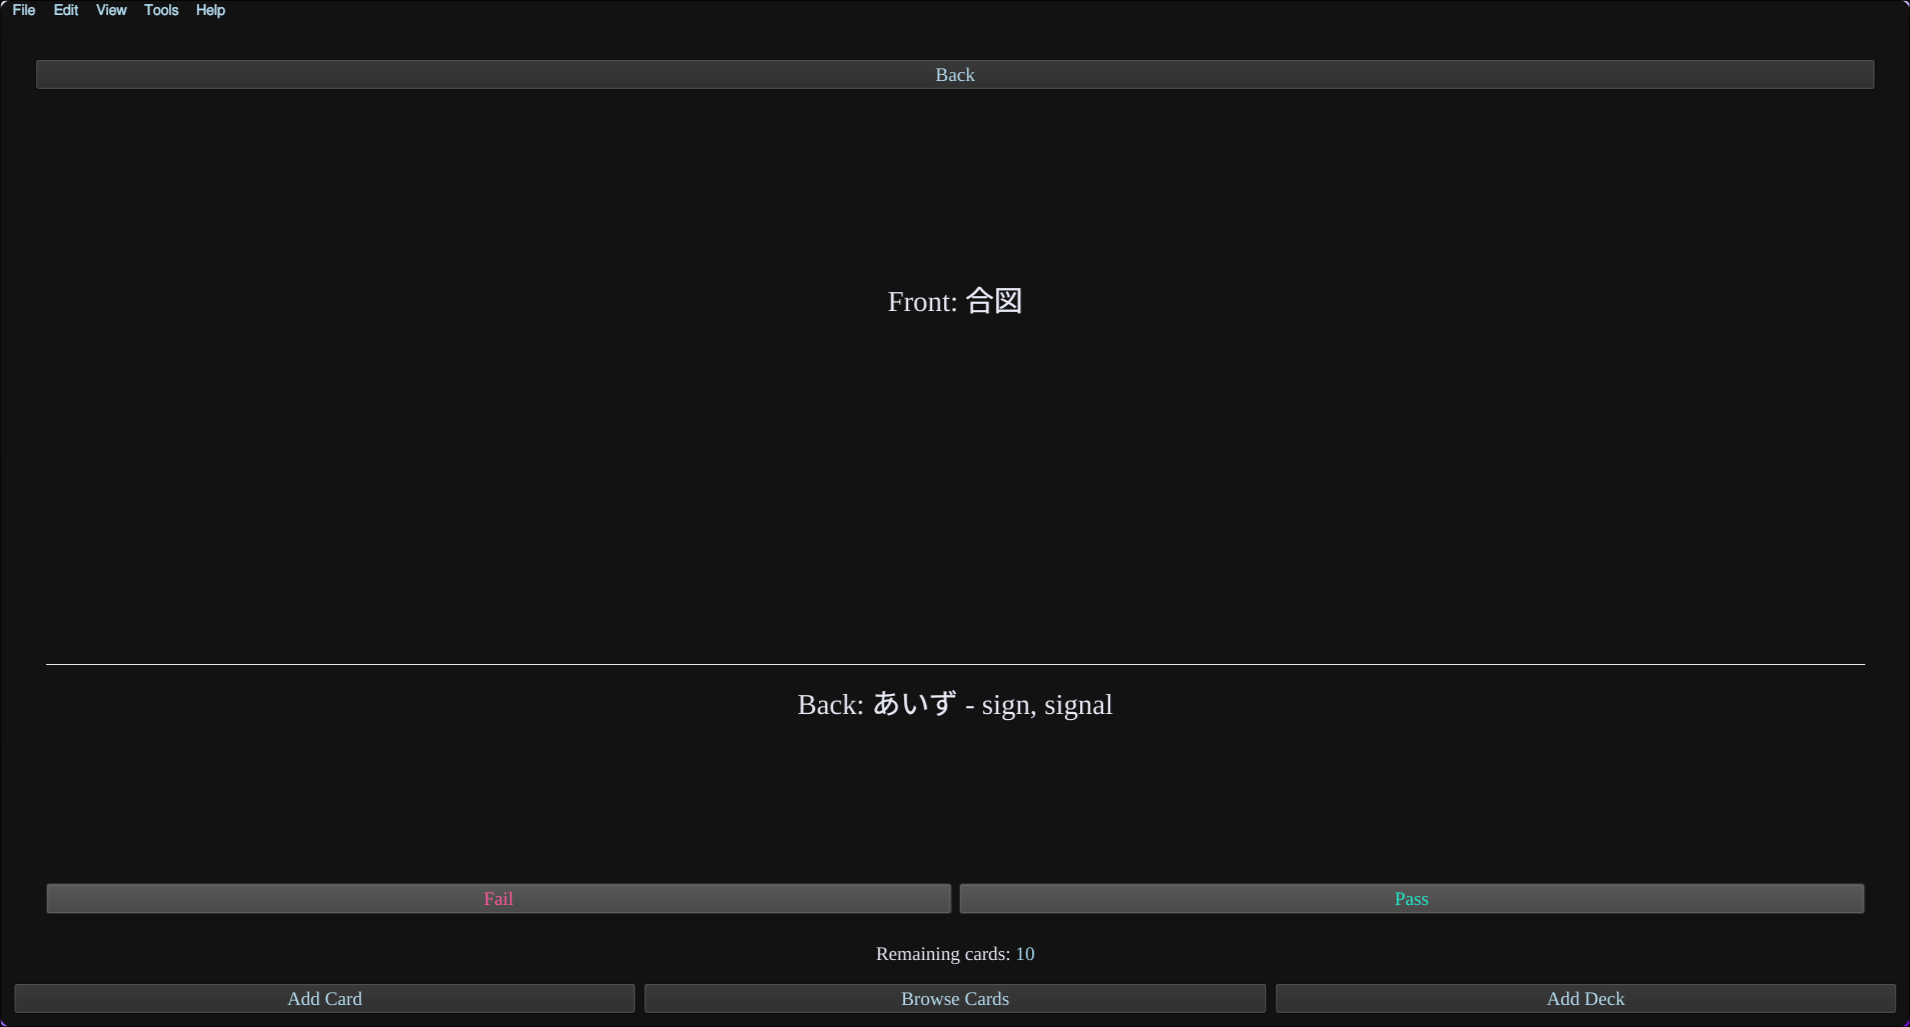 File Edit View Tools Help
Back
Front: 合図
Back: あいず - sign, signal
Fail Pass
Remaining cards: 10
Add Card Browse Cards Add Deck